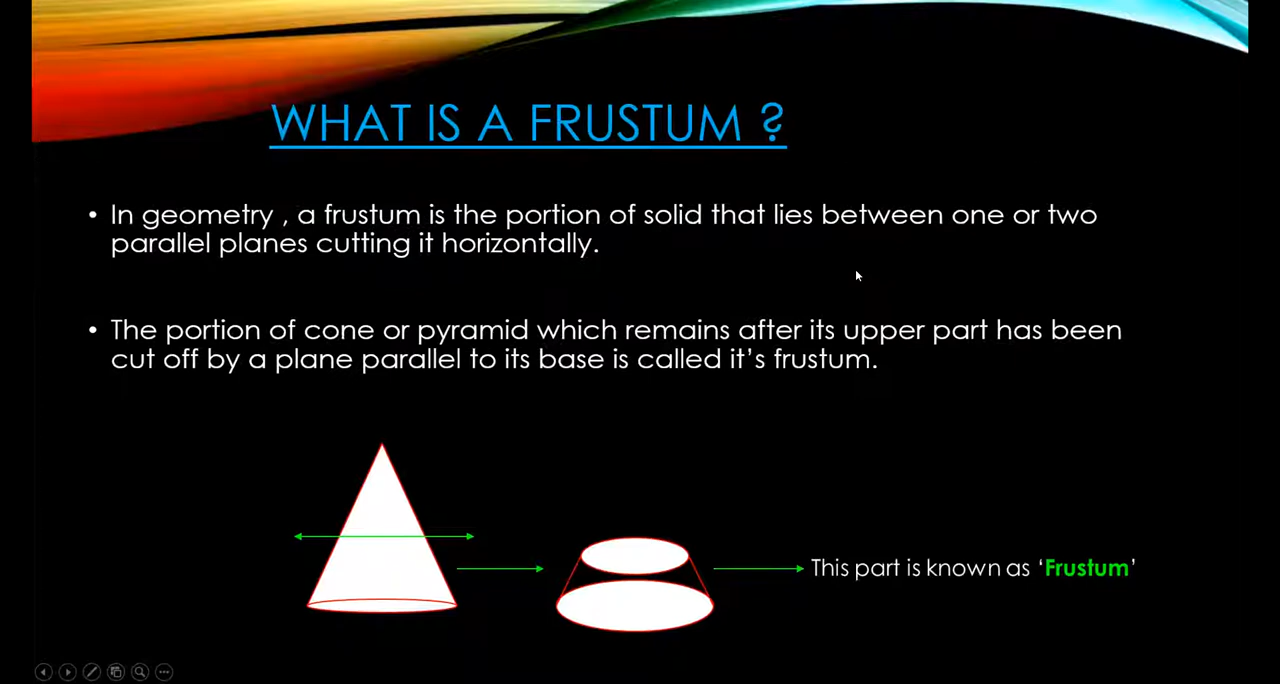 WHAT IS A FRUSTUM ?
• In geometry , a frustum is the portion of solid that lies between one or two
parallel planes cutting it horizontally.
• The portion of cone or pyramid which remains after its upper part has been
cut off by a plane parallel to its base is called it’s frustum.
This part is known as ‘Frustum’